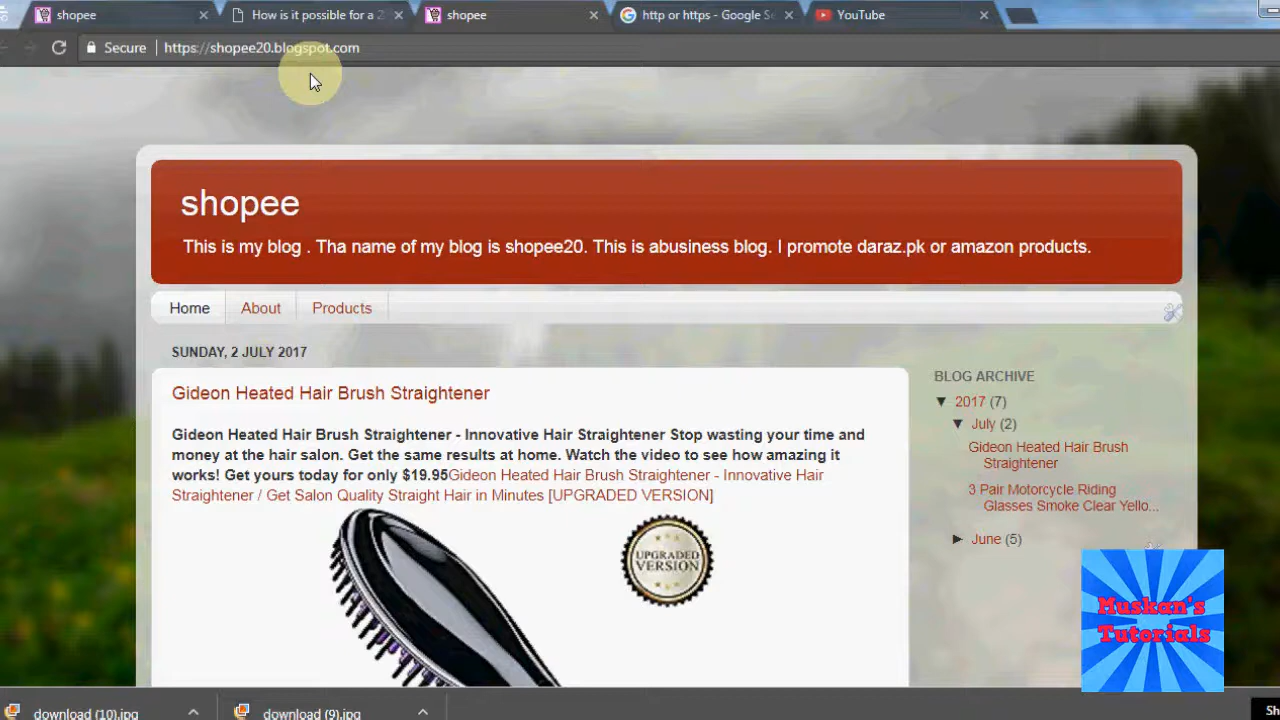 shopee
How is it possible for a
shopee
http or https - Google Se
YouTube
Secure
https://shopee20.blogspot.com
shopee
This is my blog . Tha name of my blog is shopee20. This is abusiness blog. I promote daraz.pk or amazon products.
Home
About
Products
SUNDAY, 2 JULY 2017
Gideon Heated Hair Brush Straightener
Gideon Heated Hair Brush Straightener - Innovative Hair Straightener Stop wasting your time and
money at the hair salon. Get the same results at home. Watch the video to see how amazing it
works! Get yours today for only $19.95Gideon Heated Hair Brush Straightener - Innovative Hair
Straightener / Get Salon Quality Straight Hair in Minutes [UPGRADED VERSION]
UPGRADED
VERSION
BLOG ARCHIVE
▼ 2017 (7)
▼ July (2)
Gideon Heated Hair Brush
Straightener
3 Pair Motorcycle Riding
Glasses Smoke Clear Yello...
► June (5)
Muskan's
Tutorials
download (10).jpg
download (9).jpg
Sh